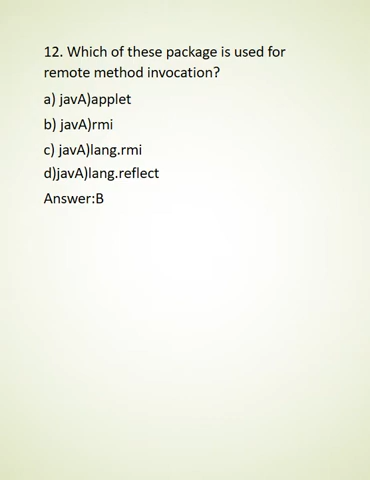 12. Which of these package is used for
remote method invocation?
a) javA)applet
b) javA)rmi
c) javA)lang.rmi
d)javA)lang.reflect
Answer:B